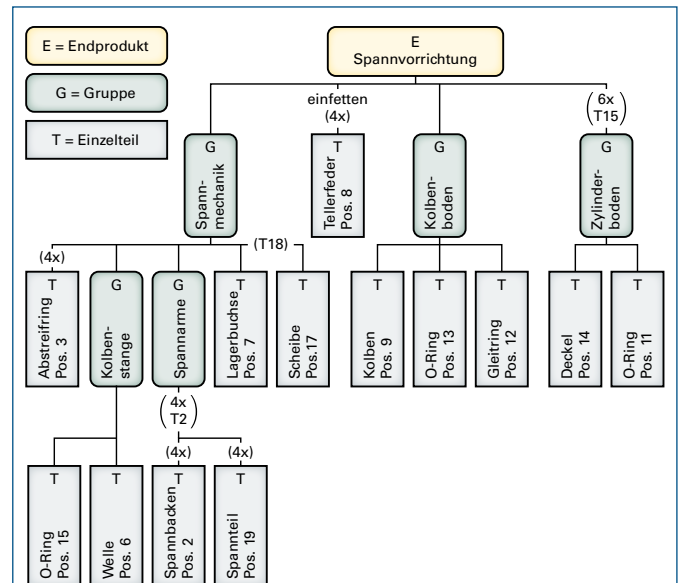 E = Endprodukt
G = Gruppe
T = Einzelteil
E
Spannvorrichtung
einfetten
(4x)
(6x
T15)
G
Spann-
mechanik
T
Tellerfeder
Pos. 8
G
Kolben-
boden
G
Zylinder-
boden
(4x)
(T18)
T
Abstreifring
Pos. 3
G
Kolben-
stange
G
Spannarme
T
Lagerbuchse
Pos. 7
T
Scheibe
Pos.17
T
Kolben
Pos. 9
T
O-Ring
Pos. 13
T
Gleitring
Pos. 12
T
Deckel
Pos. 14
T
O-Ring
Pos. 11
(4x
T2)
(4x)
(4x)
T
O-Ring
Pos. 15
T
Welle
Pos. 6
T
Spannbacken
Pos. 2
T
Spannteil
Pos. 19